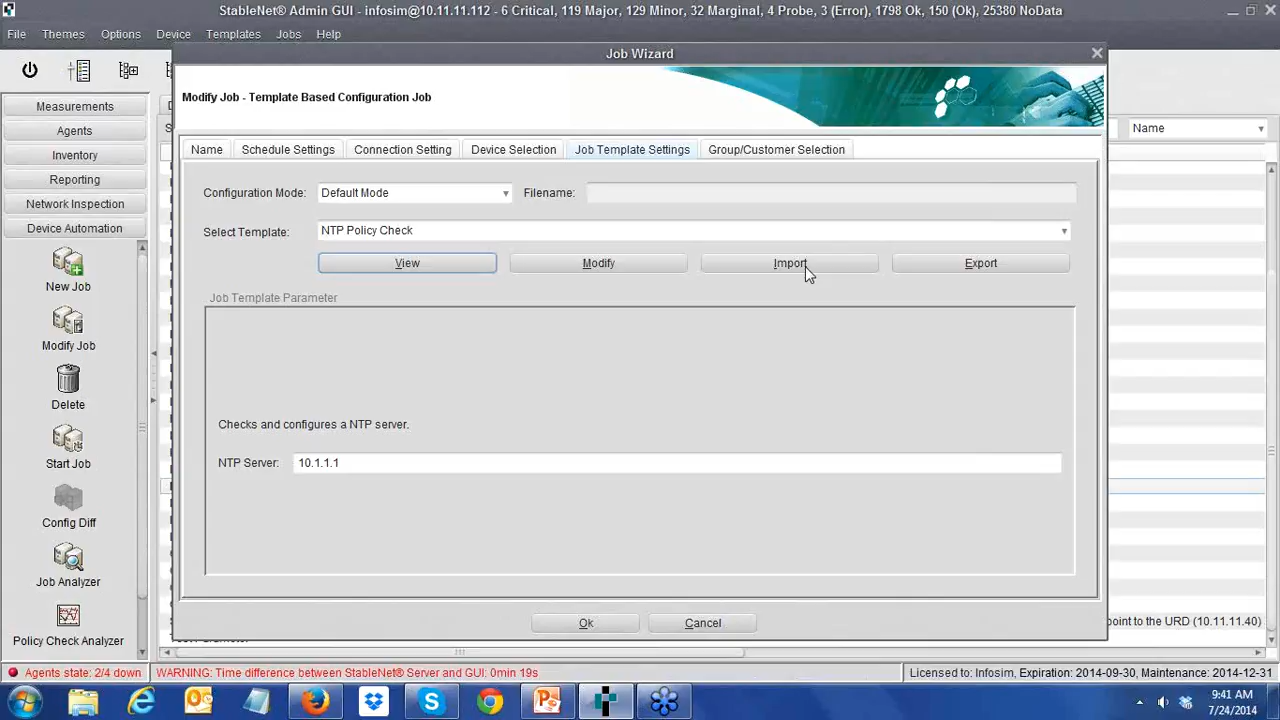 StableNet® Admin GUI - infosim@10.11.11.112 - 6 Critical, 119 Major, 129 Minor, 32 Marginal, 4 Probe, 3 (Error), 1798 Ok, 150 (Ok), 25380 NoData
File Themes Options Device Templates Jobs Help
Job Wizard
Modify Job - Template Based Configuration Job
Measurements
Agents
Inventory
Reporting
Network Inspection
Device Automation
New Job
Modify Job
Delete
Start Job
Config Diff
Job Analyzer
Policy Check Analyzer
Name
Name Schedule Settings Connection Setting Device Selection Job Template Settings Group/Customer Selection
Configuration Mode: Default Mode Filename:
Select Template: NTP Policy Check
View Modify Import Export
Job Template Parameter
Checks and configures a NTP server.
NTP Server: 10.1.1.1
Ok Cancel
point to the URD (10.11.11.40)
Agents state: 2/4 down WARNING: Time difference between StableNet® Server and GUI: 0min 19s Licensed to: Infosim, Expiration: 2014-09-30, Maintenance: 2014-12-31
9:41 AM
7/24/2014